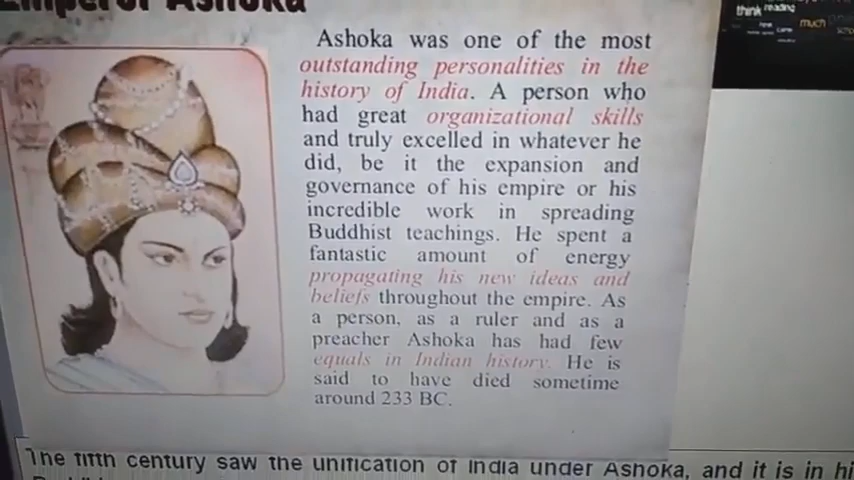 Emperor Ashoka
think reading
much
Ashoka was one of the most
outstanding personalities in the
history of India. A person who
had great organizational skills
and truly excelled in whatever he
did, be it the expansion and
governance of his empire or his
incredible work in spreading
Buddhist teachings. He spent a
fantastic amount of energy
propagating his new ideas and
beliefs throughout the empire. As
a person, as a ruler and as a
preacher Ashoka has had few
equals in Indian history. He is
said to have died sometime
around 233 BC.
The fifth century saw the unification of India under Ashoka, and it is in hi